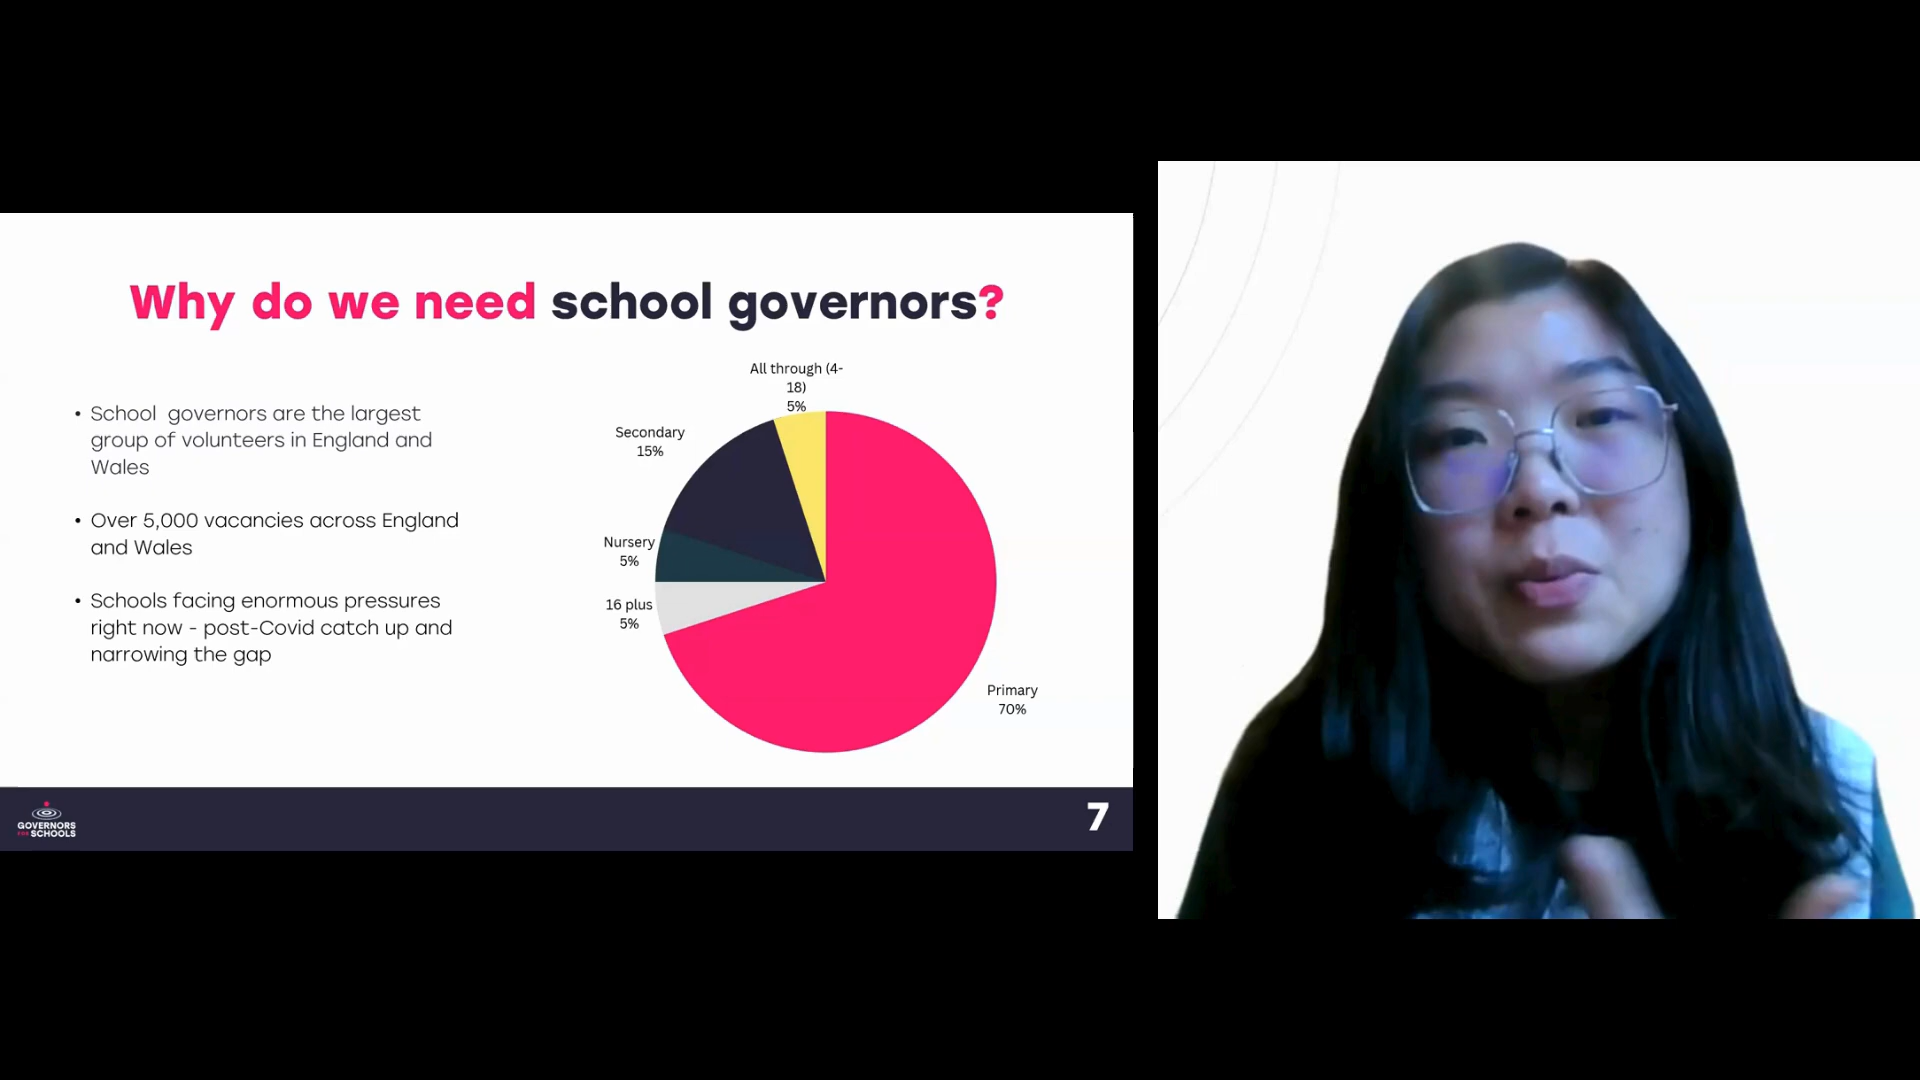 Why do we need school governors?
• School  governors are the largest
group of volunteers in England and
Wales
• Over 5,000 vacancies across England
and Wales
• Schools facing enormous pressures
right now - post-Covid catch up and
narrowing the gap
All through (4-
18)
5%
Secondary
15%
Nursery
5%
16 plus
5%
Primary
70%
GOVERNORS
FOR SCHOOLS
7